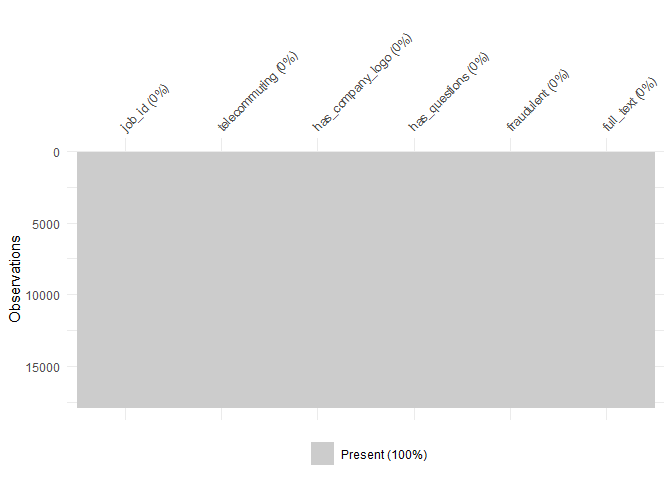 job_id (0%)
telecommuting (0%)
has_company_logo (0%)
has_questions (0%)
fraudulent (0%)
full_text (0%)
Observations
0
5000
10000
15000
Present (100%)